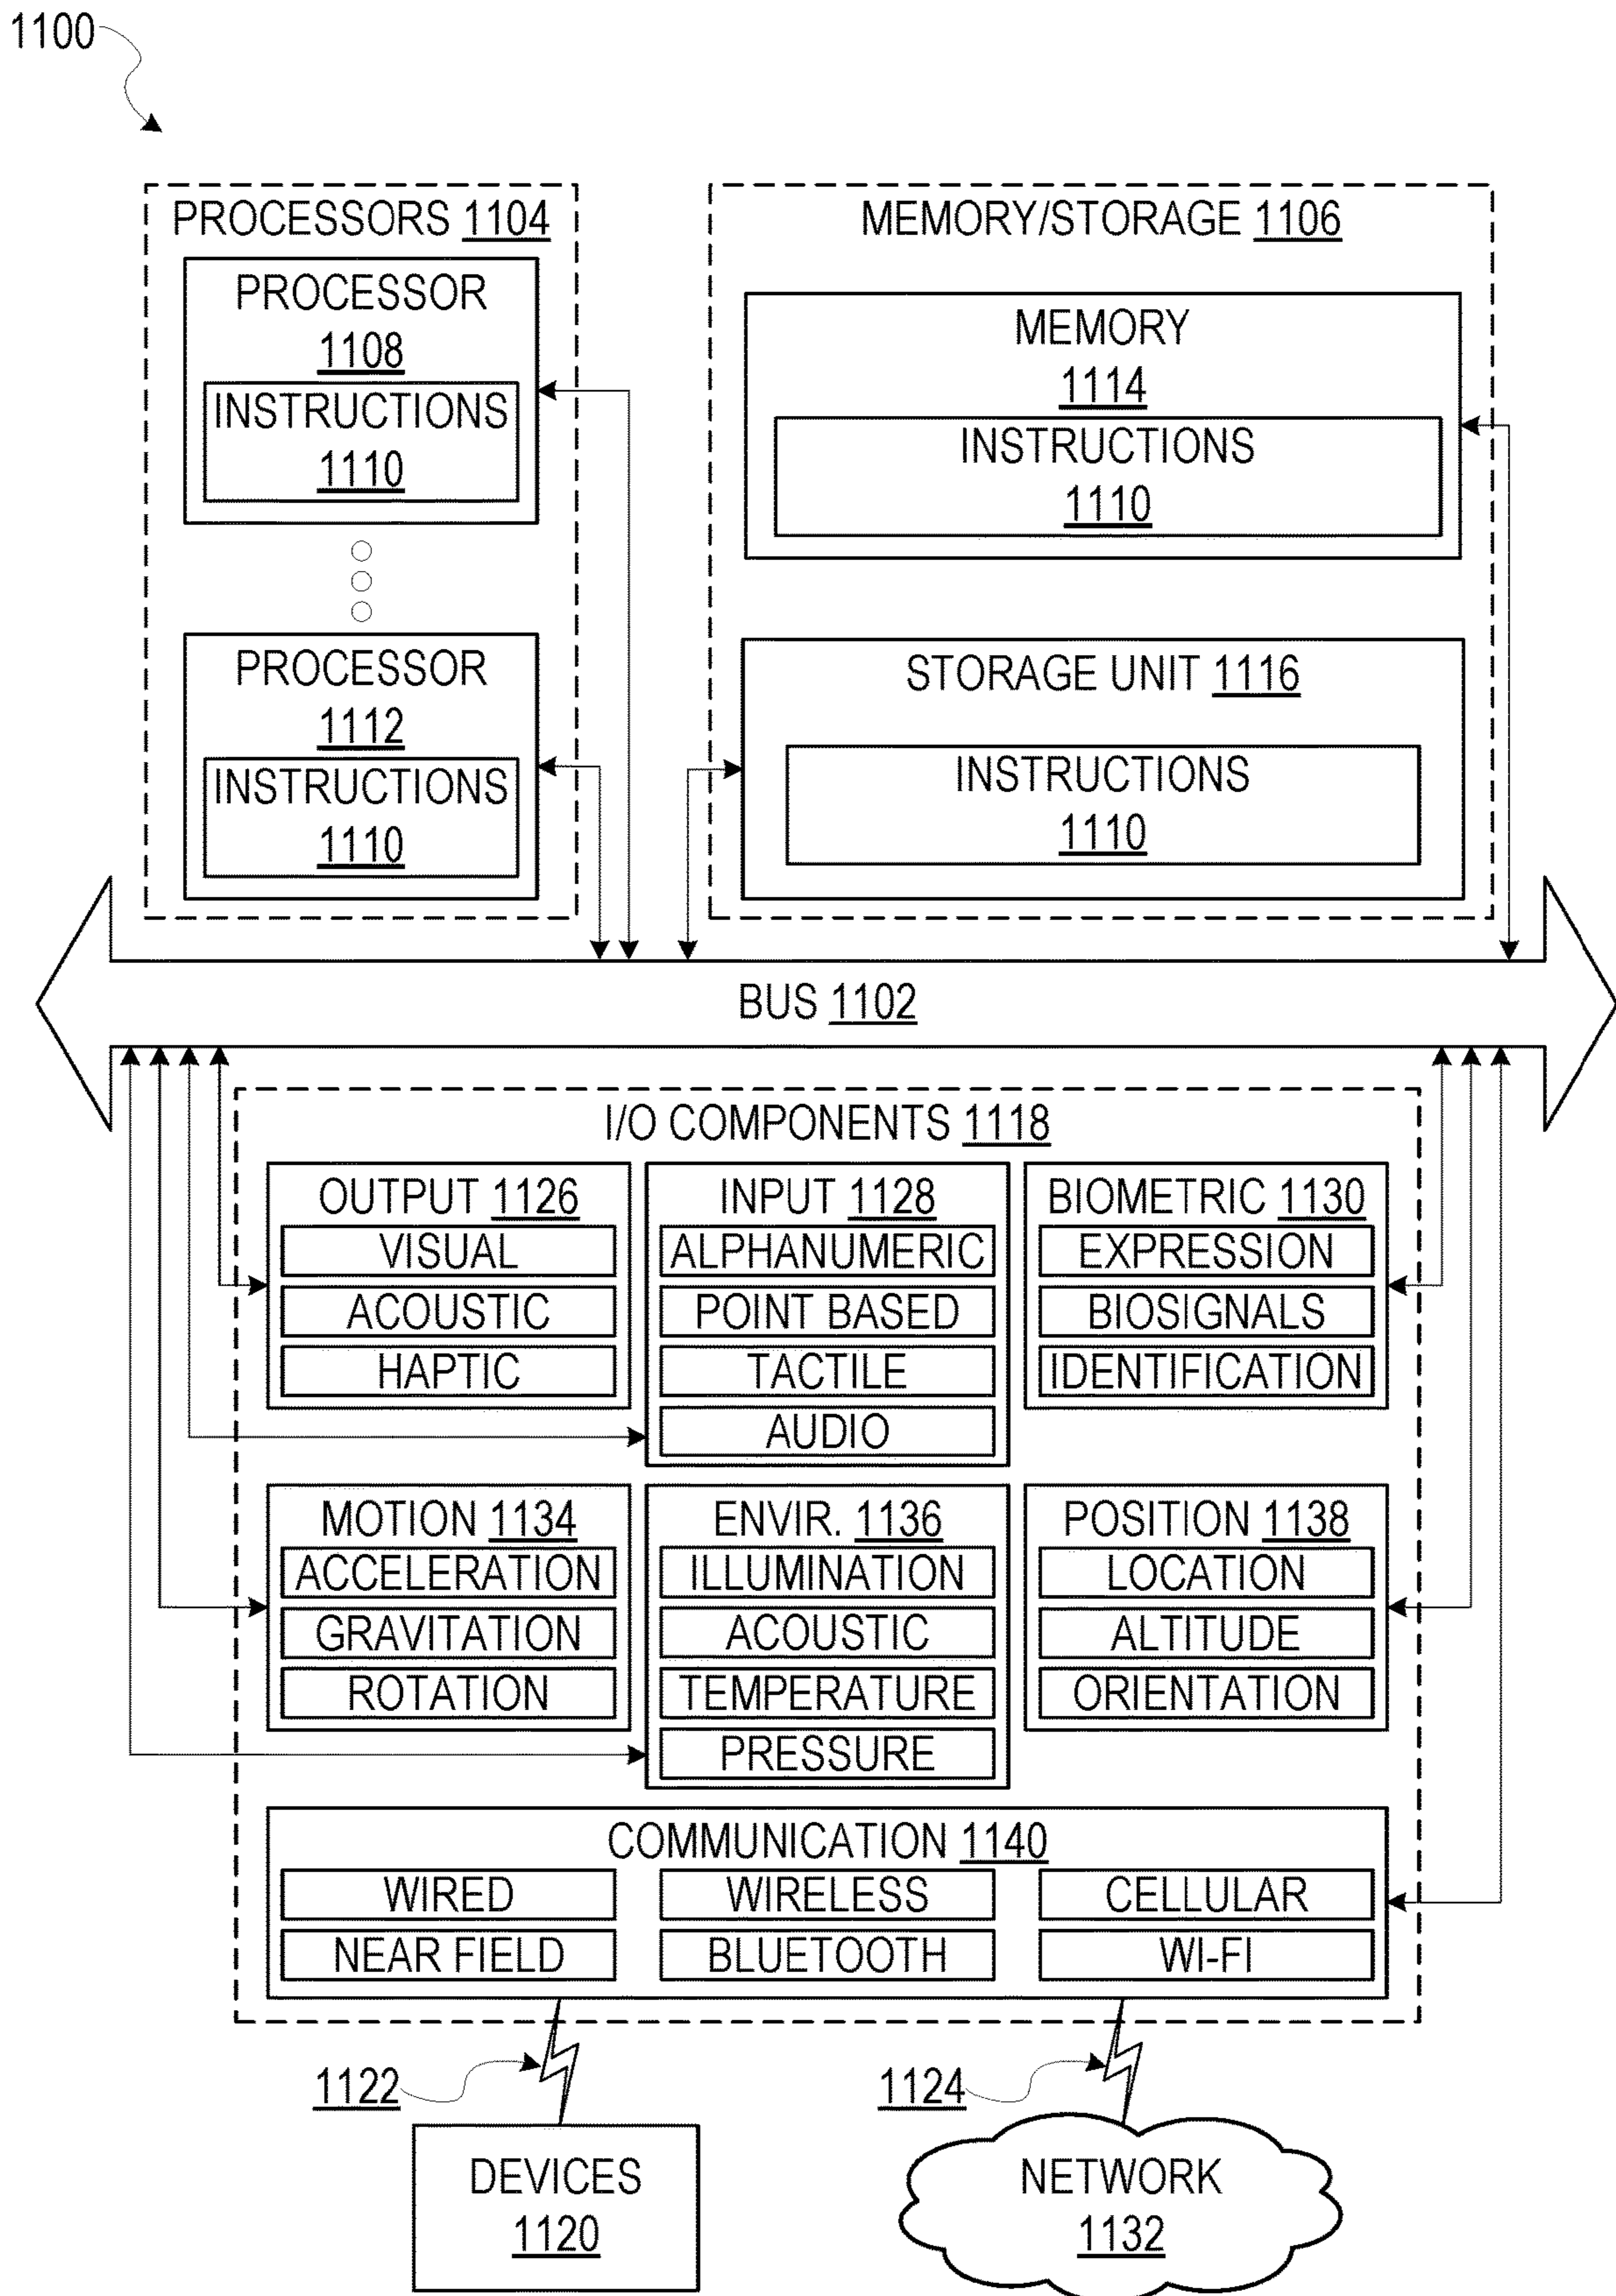 1100
PROCESSORS 1104
PROCESSOR
1108
INSTRUCTIONS
1110
PROCESSOR
1112
INSTRUCTIONS
1110
MEMORY/STORAGE 1106
MEMORY
1114
INSTRUCTIONS
1110
STORAGE UNIT 1116
INSTRUCTIONS
1110
BUS 1102
I/O COMPONENTS 1118
OUTPUT 1126
VISUAL
ACOUSTIC
HAPTIC
INPUT 1128
ALPHANUMERIC
POINT BASED
TACTILE
AUDIO
BIOMETRIC 1130
EXPRESSION
BIOSIGNALS
IDENTIFICATION
MOTION 1134
ACCELERATION
GRAVITATION
ROTATION
ENVIR. 1136
ILLUMINATION
ACOUSTIC
TEMPERATURE
PRESSURE
POSITION 1138
LOCATION
ALTITUDE
ORIENTATION
COMMUNICATION 1140
WIRED
WIRELESS
CELLULAR
NEAR FIELD
BLUETOOTH
WI-FI
1122
1124
DEVICES
1120
NETWORK
1132